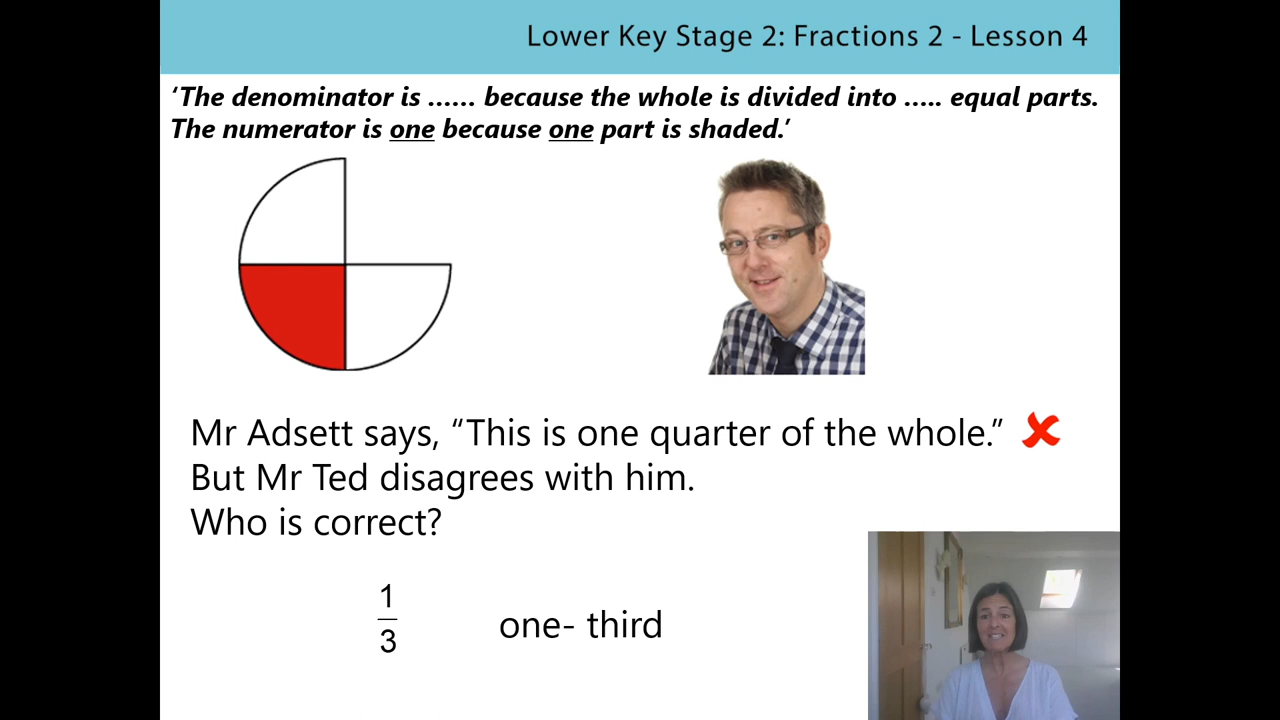 Lower Key Stage 2: Fractions 2 - Lesson 4
‘The denominator is …… because the whole is divided into ….. equal parts.
The numerator is one because one part is shaded.’
Mr Adsett says, “This is one quarter of the whole.”
But Mr Ted disagrees with him.
Who is correct?
1
3
one- third